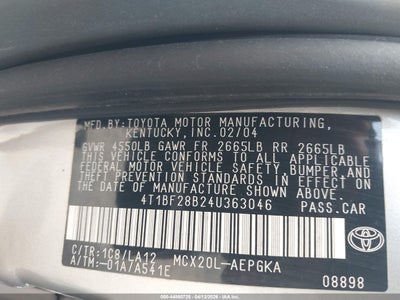 MFD.BY:TOYOTA MOTOR MANUFACTURING,
KENTUCKY,INC.02/04
GVWR 4550LB GAWR FR 2665LB RR 2665LB
THIS VEHICLE CONFORMS TO ALL APPLICABLE
FEDERAL MOTOR VEHICLE SAFETY, BUMPER,
AND THEFT PREVENTION STANDARDS IN EFFECT
ON THE DATE OF MANUFACTURE SHOWN ABOVE.
4T1BF28B24U363046 PASS.CAR
C/TR:1C8/LA12 MCX20L-AEPGKA
A/TM:-01A/A541E
TOYOTA
08898